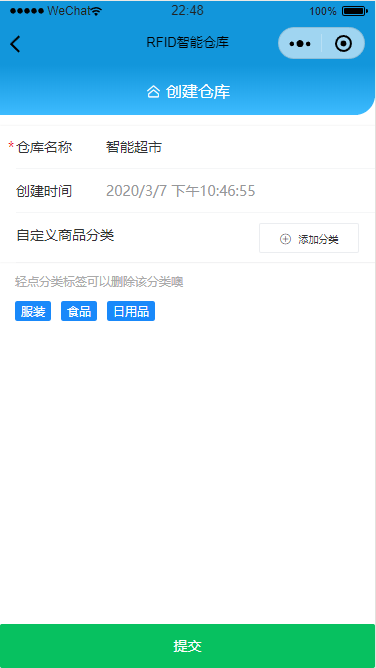 WeChat 22:48 100%
RFID智能仓库
创建仓库
*仓库名称 智能超市
创建时间 2020/3/7 下午10:46:55
自定义商品分类 添加分类
轻点分类标签可以删除该分类噢
服装 食品 日用品
提交